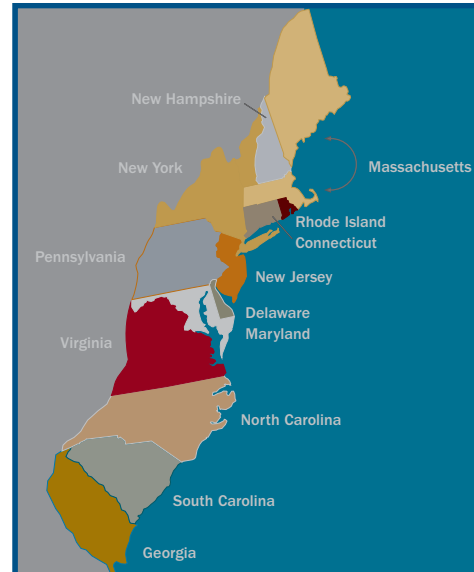 New Hampshire
New York
Massachusetts
Rhode Island
Connecticut
Pennsylvania
New Jersey
Delaware
Maryland
Virginia
North Carolina
South Carolina
Georgia